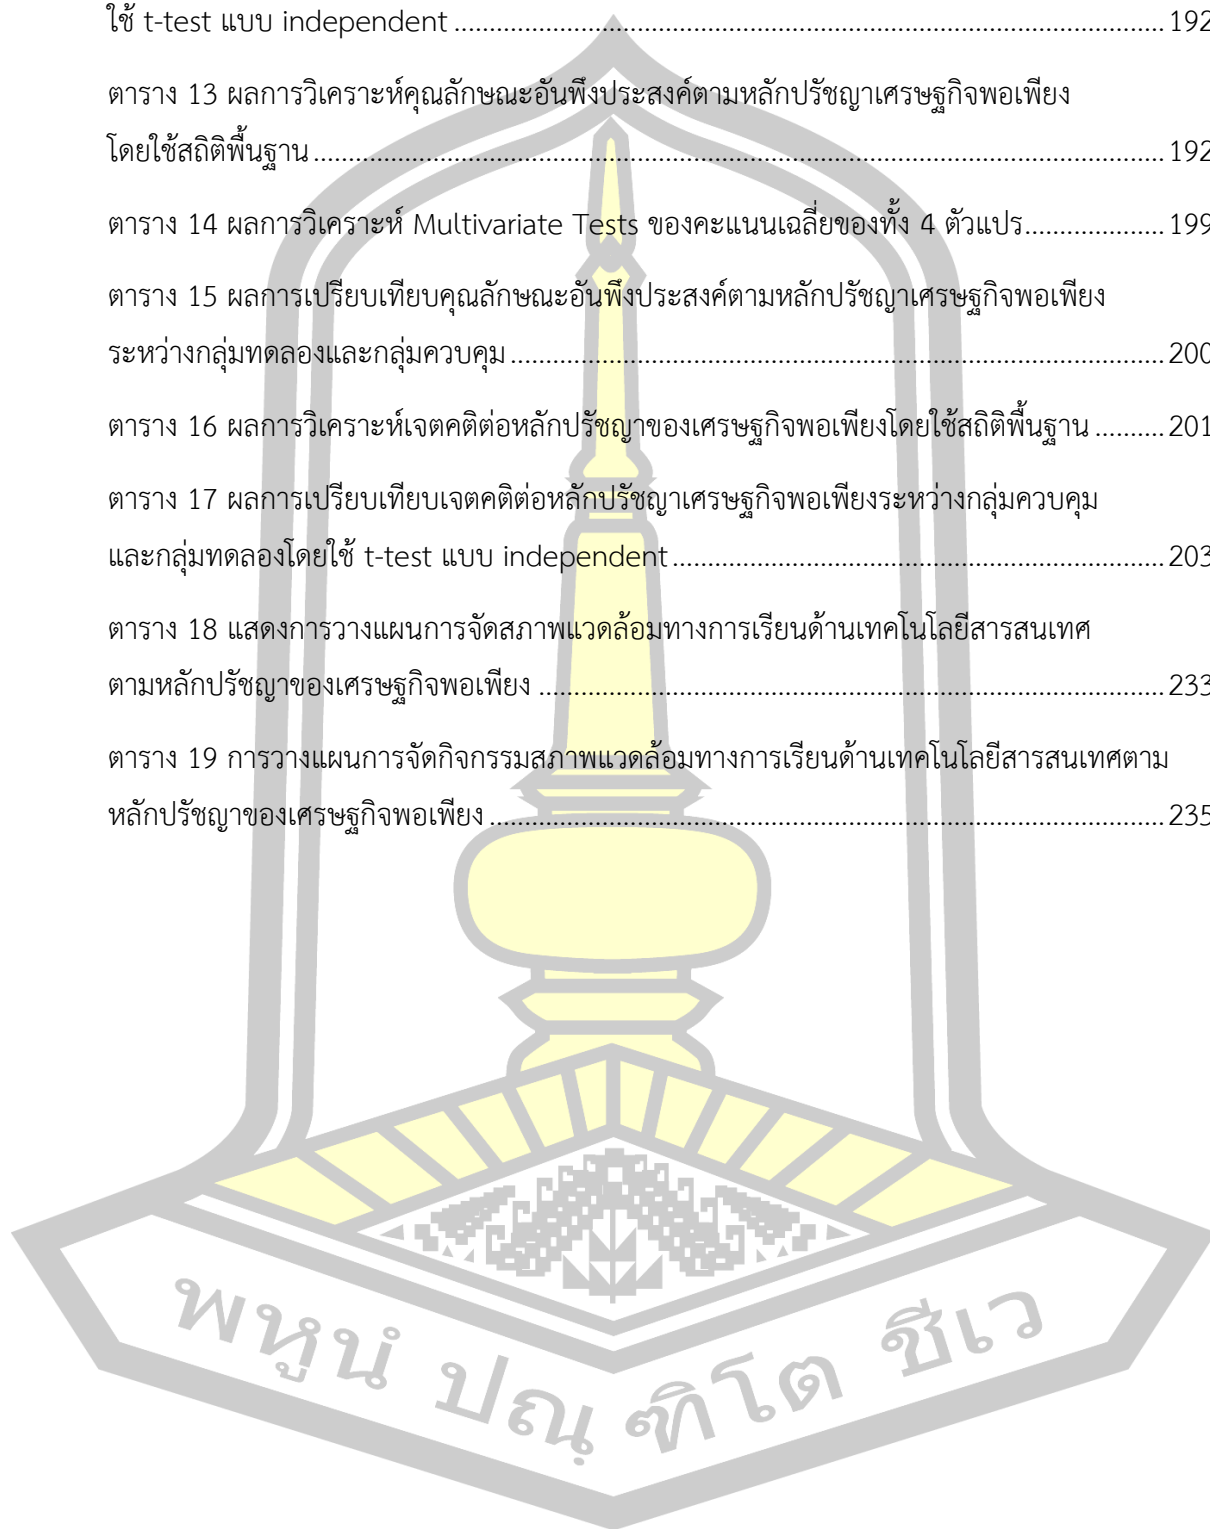 ใช้ t-test แบบ independent ........ 192
ตาราง 13 ผลการวิเคราะห์คุณลักษณะอันพึงประสงค์ตามหลักปรัชญาเศรษฐกิจพอเพียง
โดยใช้สถิติพื้นฐาน ........ 192
ตาราง 14 ผลการวิเคราะห์ Multivariate Tests ของคะแนนเฉลี่ยของทั้ง 4 ตัวแปร ........ 199
ตาราง 15 ผลการเปรียบเทียบคุณลักษณะอันพึงประสงค์ตามหลักปรัชญาเศรษฐกิจพอเพียง
ระหว่างกลุ่มทดลองและกลุ่มควบคุม ........ 200
ตาราง 16 ผลการวิเคราะห์เจตคติต่อหลักปรัชญาของเศรษฐกิจพอเพียงโดยใช้สถิติพื้นฐาน ........ 201
ตาราง 17 ผลการเปรียบเทียบเจตคติต่อหลักปรัชญาเศรษฐกิจพอเพียงระหว่างกลุ่มควบคุม
และกลุ่มทดลองโดยใช้ t-test แบบ independent ........ 203
ตาราง 18 แสดงการวางแผนการจัดสภาพแวดล้อมทางการเรียนด้านเทคโนโลยีสารสนเทศ
ตามหลักปรัชญาของเศรษฐกิจพอเพียง ........ 233
ตาราง 19 การวางแผนการจัดกิจกรรมสภาพแวดล้อมทางการเรียนด้านเทคโนโลยีสารสนเทศตาม
หลักปรัชญาของเศรษฐกิจพอเพียง ........ 235
พหูนํ ปณฺฑิโต ชีเว